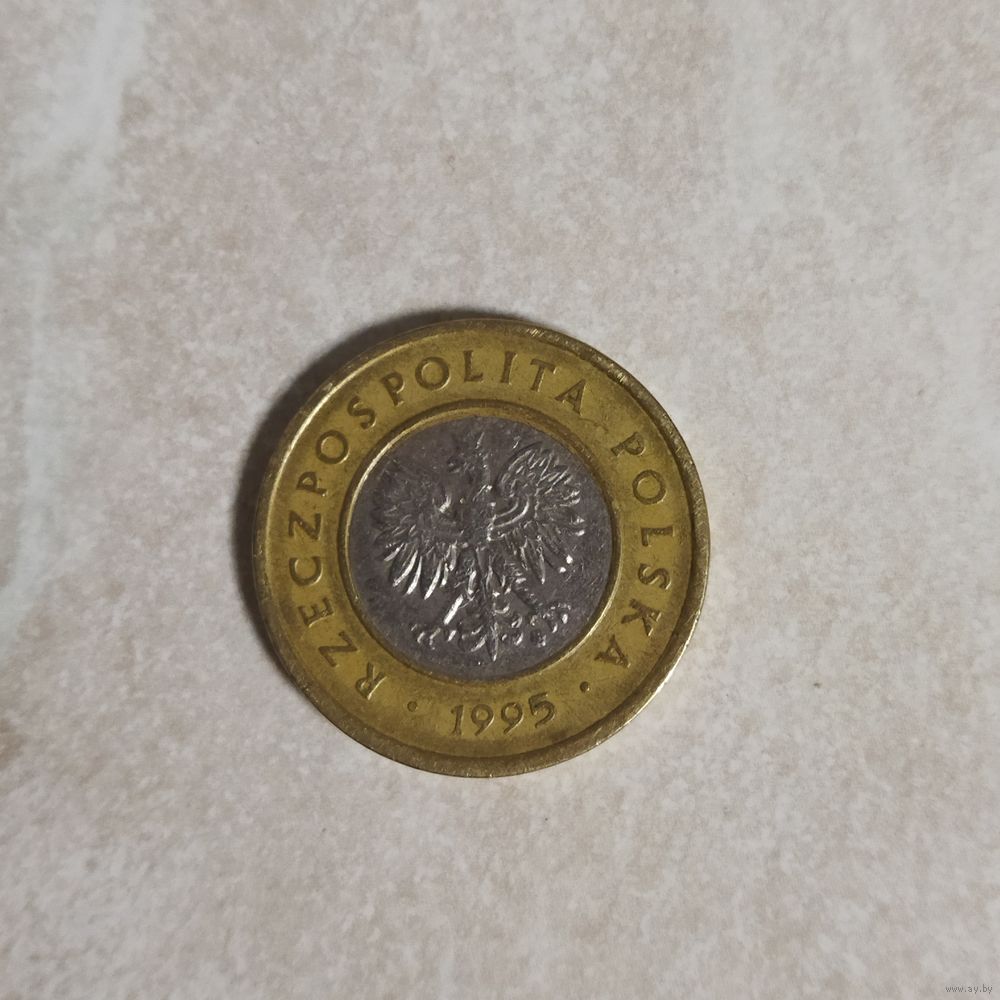 RZECZPOSPOLITA POLSKA
· 1995 ·
www.ay.by